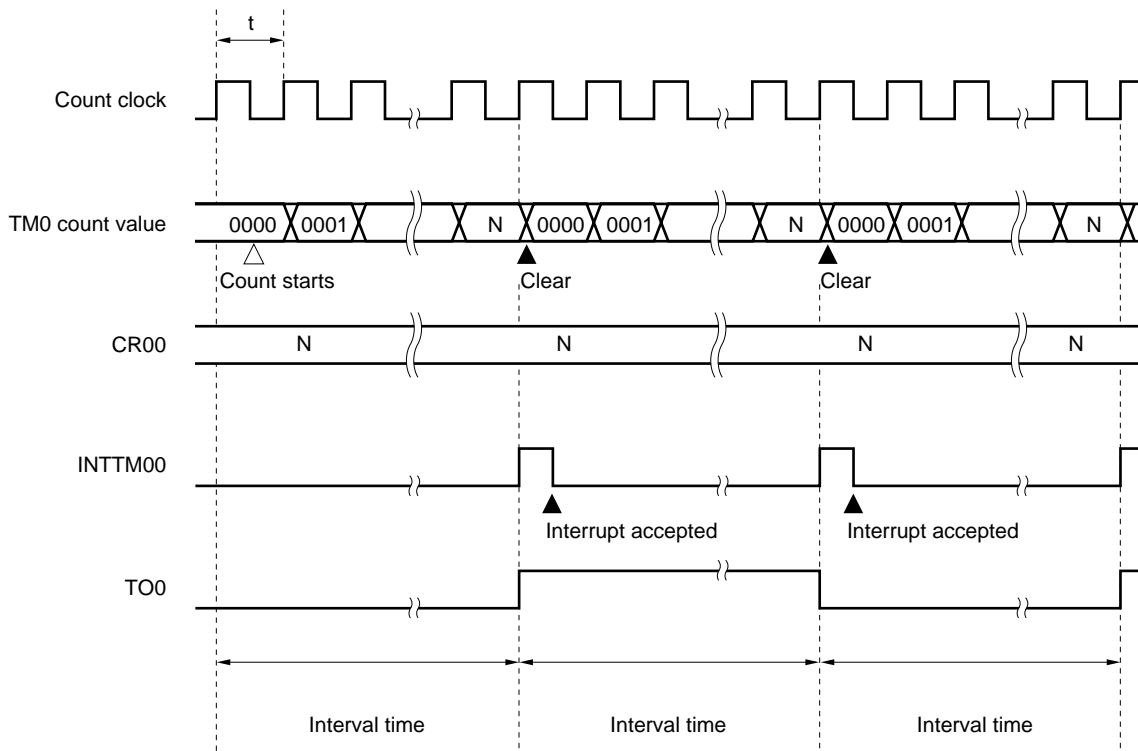 t
Count clock
TM0 count value 0000 0001 N 0000 0001 N 0000 0001 N
Count starts Clear Clear
CR00 N N N N
INTTM00
Interrupt accepted Interrupt accepted
TO0
Interval time Interval time Interval time